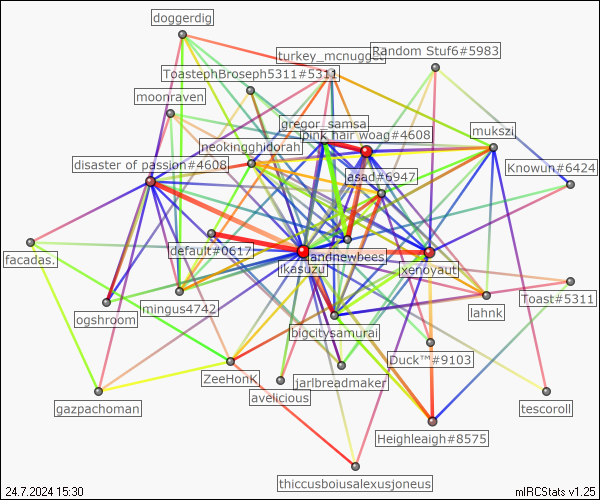 doggerdig
turkey_mcnugget
Random Stuf6#5983
ToastephBroseph5311#5311
moonraven
gregor_samsa
pink hair woag#4608
mukszi
neokingghidorah
disaster of passion#4608
asad#6947
Knowun#6424
default#0617
andnewbees
facadas.
ikasuzu
xenoyaut
ogshroom
mingus4742
lahnk
Toast#5311
bigcitysamurai
Duck™#9103
ZeeHonK
jarlbreadmaker
avelicious
gazpachoman
tescoroll
Heighleaigh#8575
thiccusboiusalexusjoneus
24.7.2024 15:30
mIRCStats v1.25